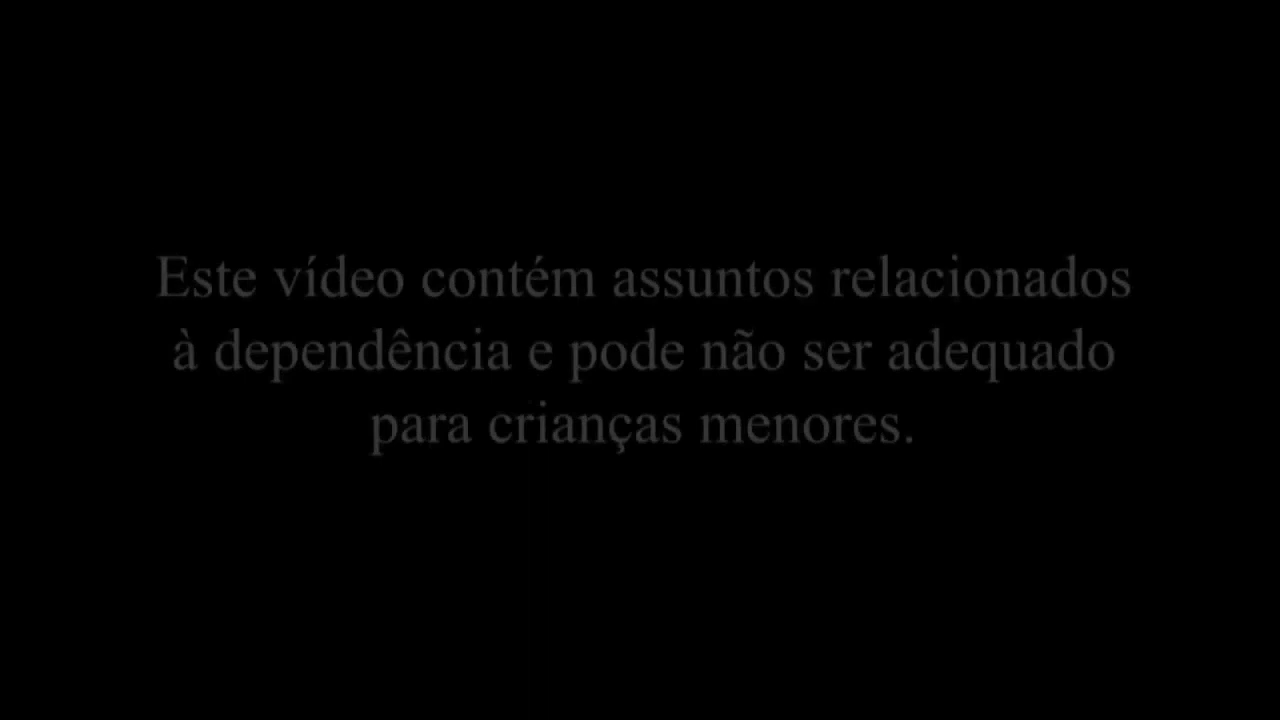 Este vídeo contém assuntos relacionados
à dependência e pode não ser adequado
para crianças menores.